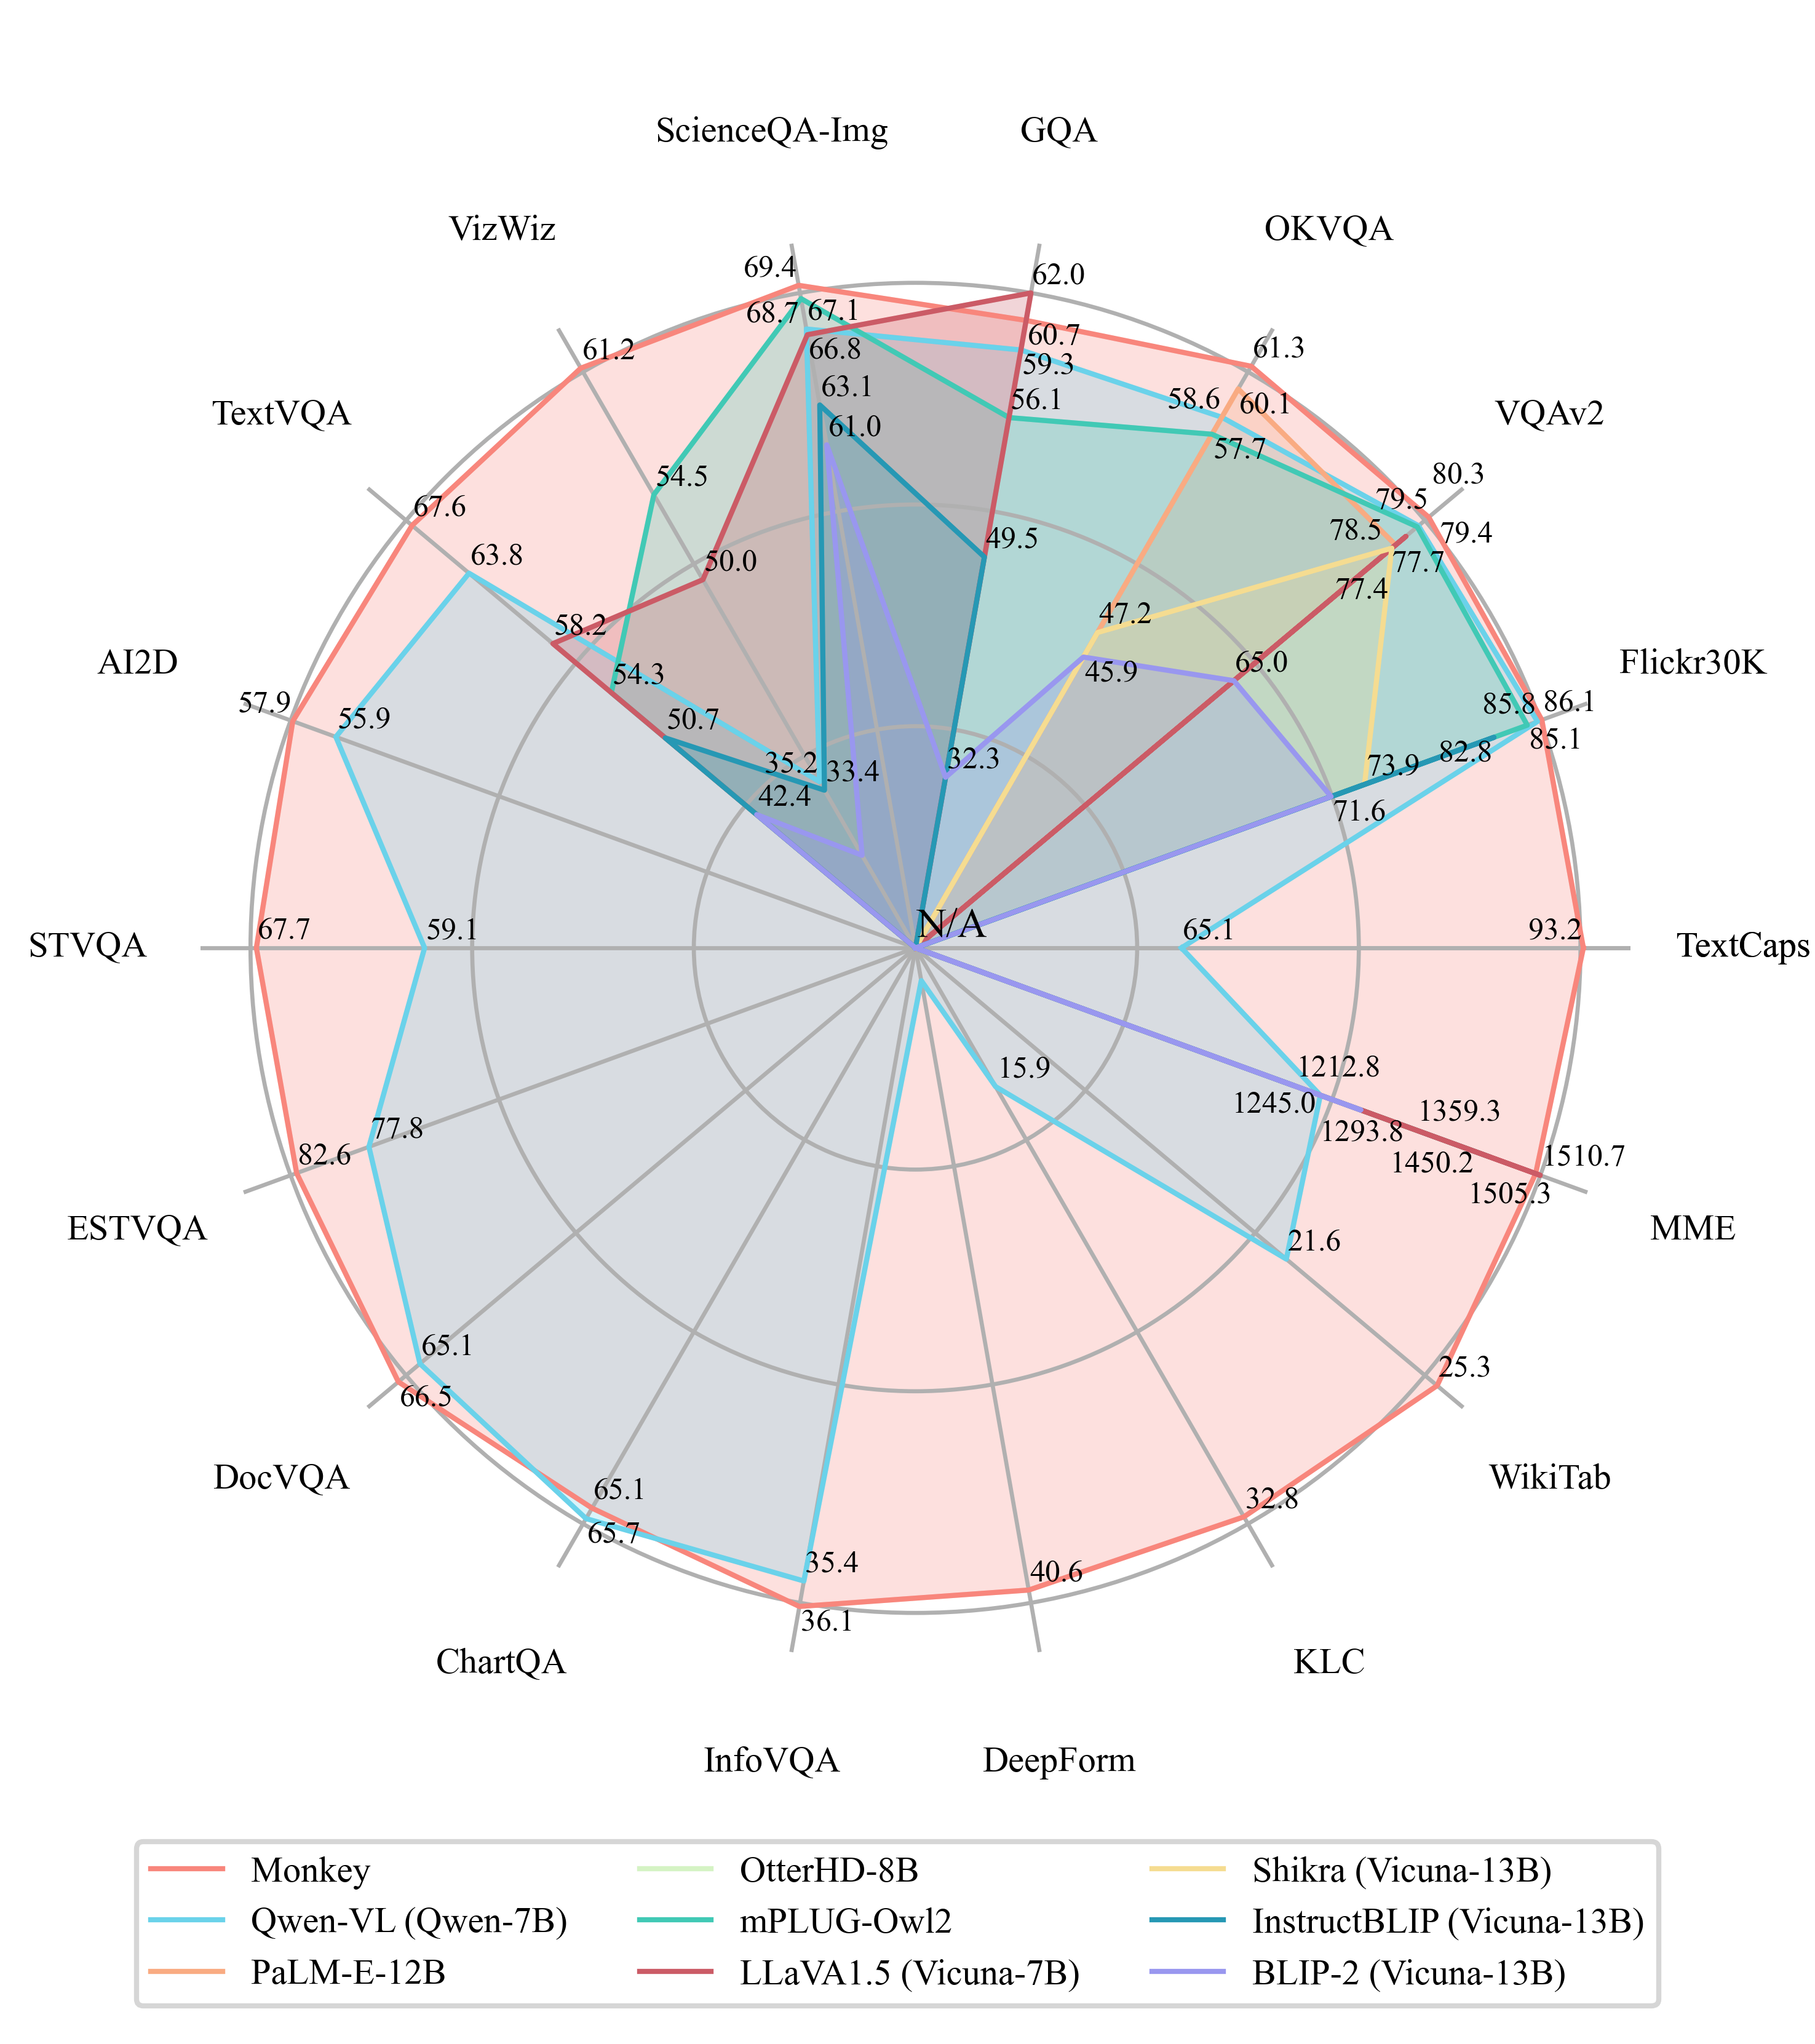 ScienceQA-Img GQA
VizWiz OKVQA
69.4 62.0
68.7 67.1 60.7 61.3
61.2 66.8 59.3
TextVQA 63.1 56.1 58.6 60.1 VQAv2
61.0 57.7
67.6 54.5 80.3
79.5
63.8 50.0 49.5 78.5 79.4
77.7
77.4
58.2 47.2
AI2D 54.3 45.9 65.0 Flickr30K
57.9 55.9 50.7 85.8 86.1
85.1
35.2 33.4 32.3 73.9 82.8
42.4 71.6
STVQA 67.7 59.1 N/A 65.1 93.2 TextCaps
15.9 1212.8
1245.0 1359.3
77.8 1293.8
82.6 1450.2 1510.7
1505.3
ESTVQA 21.6 MME
65.1 25.3
66.5
DocVQA 65.1 32.8 WikiTab
65.7
35.4 40.6
36.1
ChartQA KLC
InfoVQA DeepForm
Monkey OtterHD-8B Shikra (Vicuna-13B)
Qwen-VL (Qwen-7B) mPLUG-Owl2 InstructBLIP (Vicuna-13B)
PaLM-E-12B LLaVA1.5 (Vicuna-7B) BLIP-2 (Vicuna-13B)